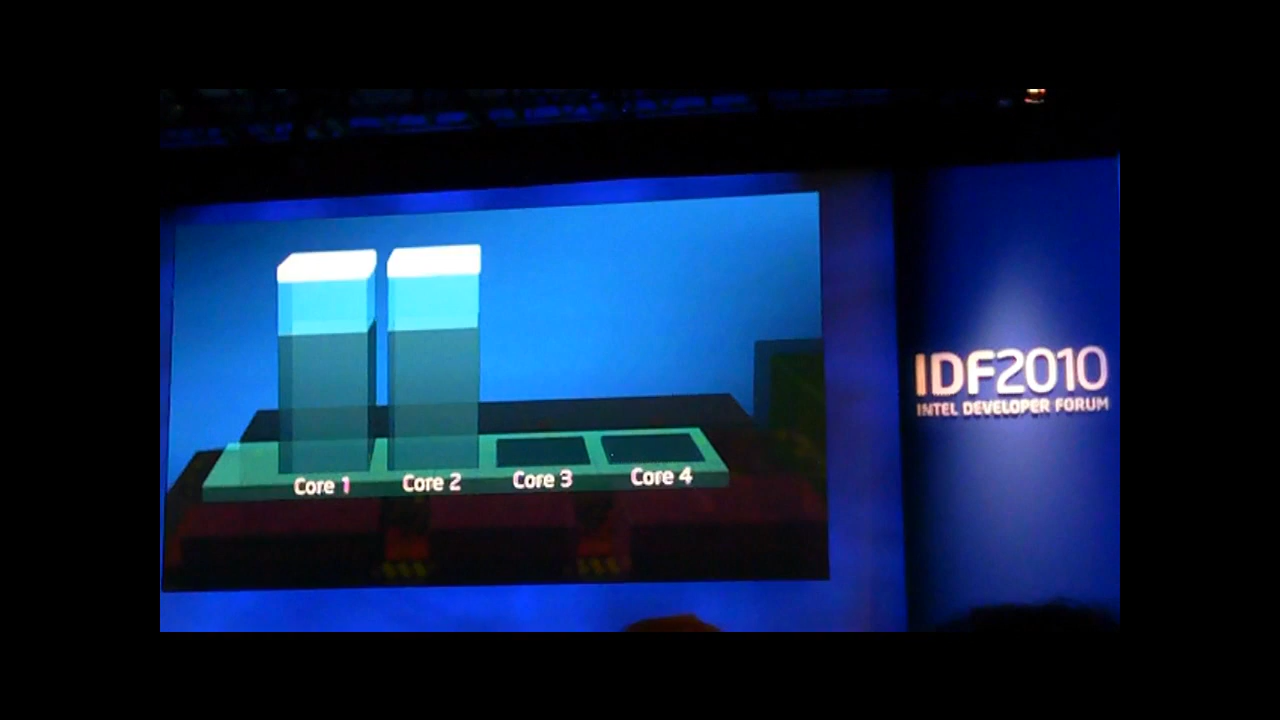 Core 1
Core 2
Core 3
Core 4
IDF2010
INTEL DEVELOPER FORUM